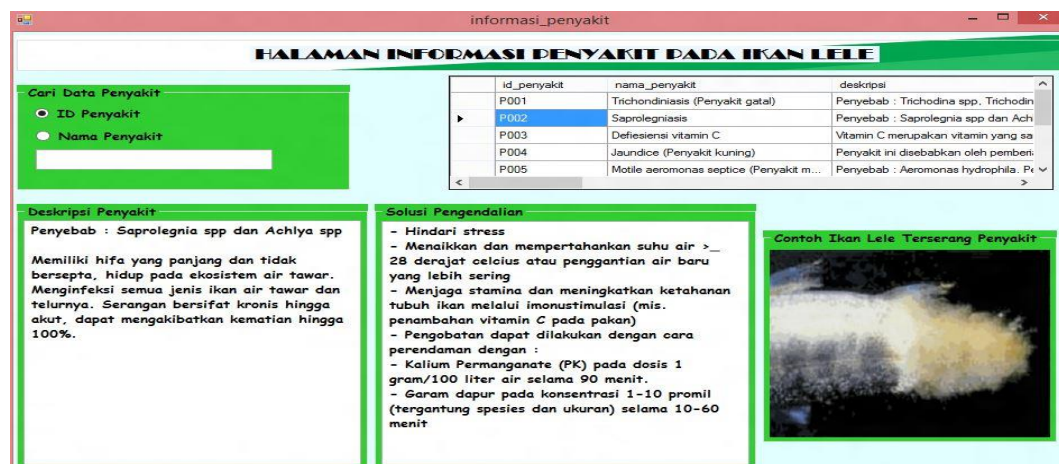 informasi_penyakit
HALAMAN INFORMASI PENYAKIT PADA IKAN LELE
Cari Data Penyakit
ID Penyakit
Nama Penyakit
id_penyakit nama_penyakit deskripsi
P001 Trichondiniasis (Penyakit gatal) Penyebab : Trichodina spp, Trichodin
P002 Saprolegniasis Penyebab : Saprolegnia spp dan Ach
P003 Defiesiensi vitamin C Vitamin C merupakan vitamin yang sa
P004 Jaundice (Penyakit kuning) Penyakit ini disebabkan oleh pemberi
P005 Motile aeromonas septice (Penyakit m... Penyebab : Aeromonas hydrophila. Pe
Deskripsi Penyakit
Penyebab : Saprolegnia spp dan Achlya spp
Memiliki hifa yang panjang dan tidak
bersepta, hidup pada ekosistem air tawar.
Menginfeksi semua jenis ikan air tawar dan
telurnya. Serangan bersifat kronis hingga
akut, dapat mengakibatkan kematian hingga
100%.
Solusi Pengendalian
- Hindari stress
- Menaikkan dan mempertahankan suhu air >_
28 derajat celcius atau penggantian air baru
yang lebih sering
- Menjaga stamina dan meningkatkan ketahanan
tubuh ikan melalui imonustimulasi (mis.
penambahan vitamin C pada pakan)
- Pengobatan dapat dilakukan dengan cara
perendaman dengan :
- Kalium Permanganate (PK) pada dosis 1
gram/100 liter air selama 90 menit.
- Garam dapur pada konsentrasi 1-10 promil
(tergantung spesies dan ukuran) selama 10-60
menit
Contoh Ikan Lele Terserang Penyakit